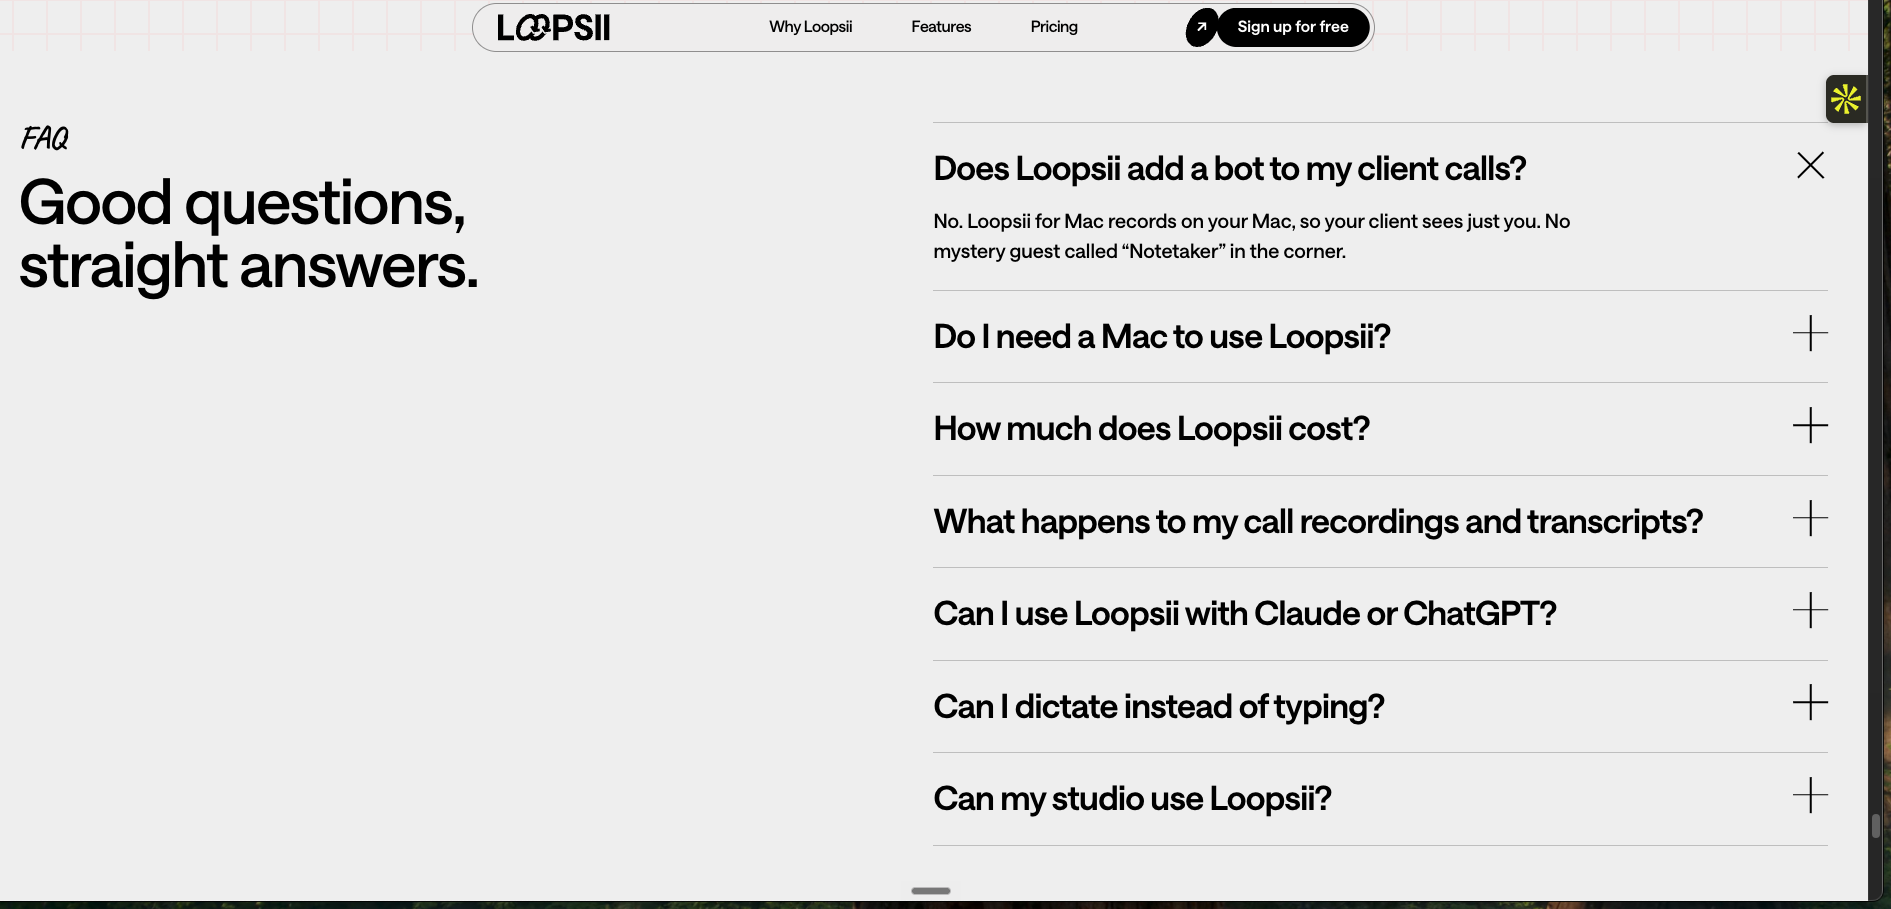 LOOPSII
Why Loopsii
Features
Pricing
Sign up for free
FAQ
Good questions,
straight answers.
Does Loopsii add a bot to my client calls?
No. Loopsii for Mac records on your Mac, so your client sees just you. No
mystery guest called “Notetaker” in the corner.
Do I need a Mac to use Loopsii?
How much does Loopsii cost?
What happens to my call recordings and transcripts?
Can I use Loopsii with Claude or ChatGPT?
Can I dictate instead of typing?
Can my studio use Loopsii?